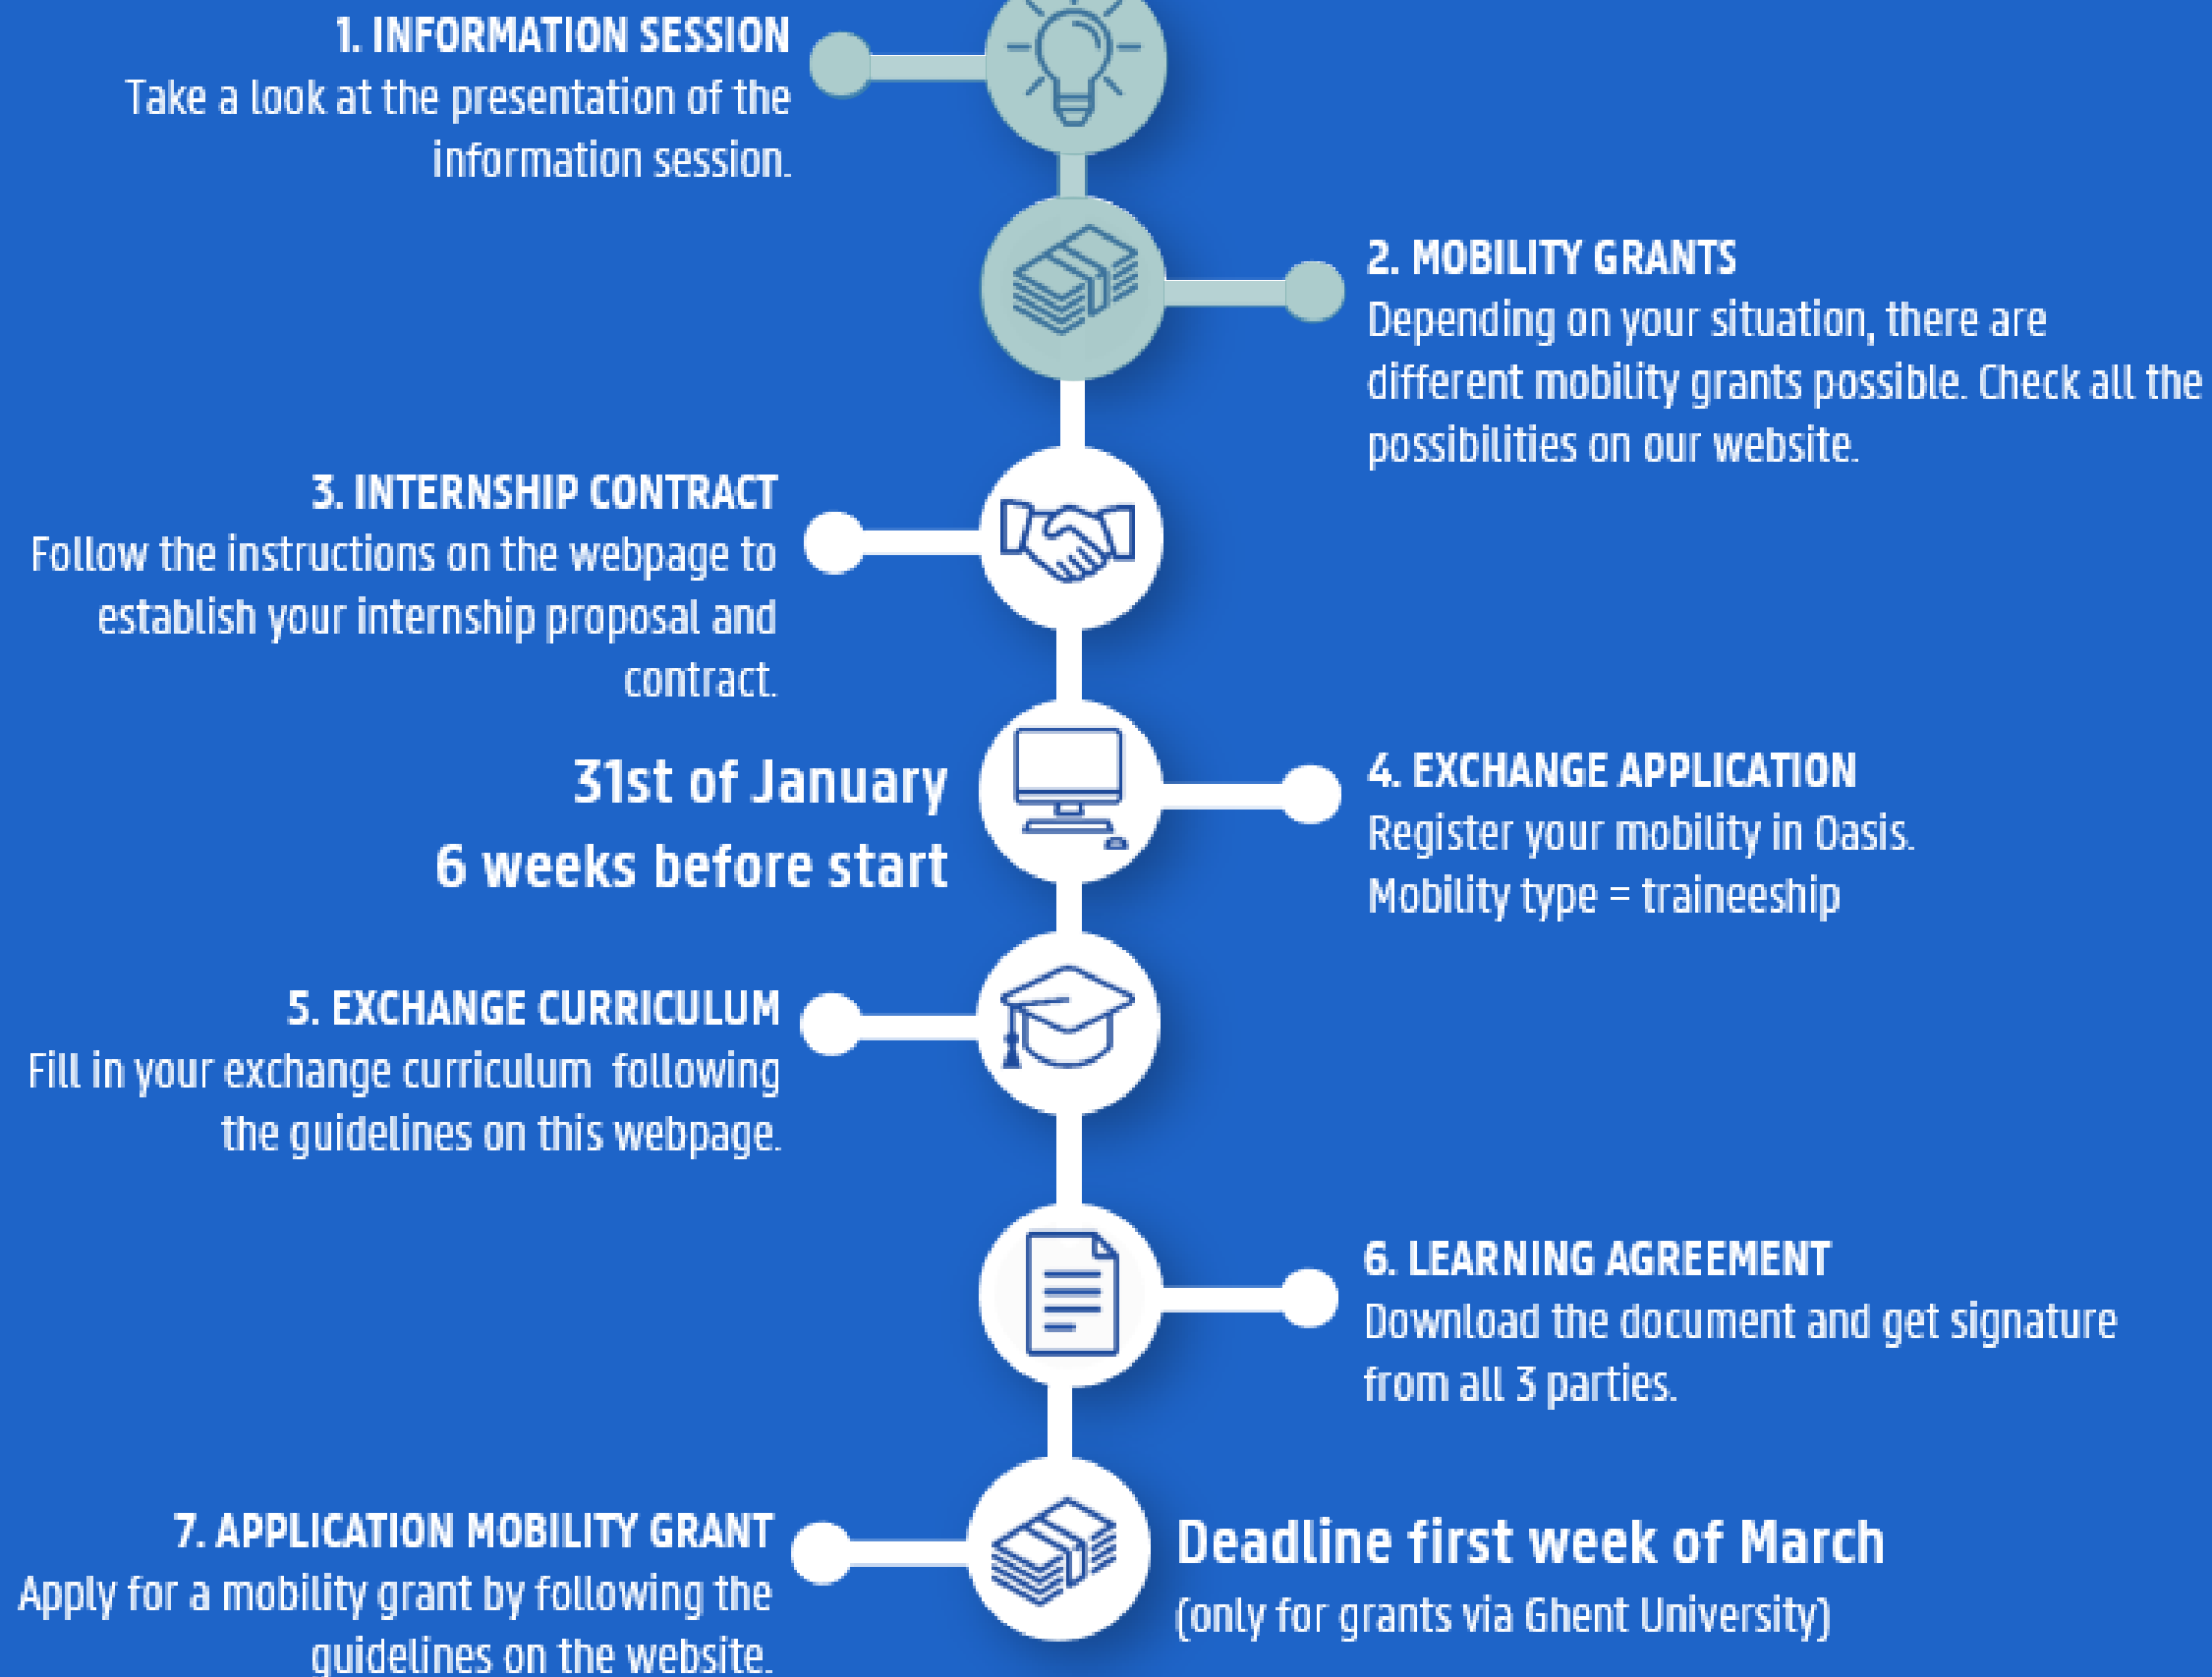 1. INFORMATION SESSION
Take a look at the presentation of the
information session.
2. MOBILITY GRANTS
Depending on your situation, there are
different mobility grants possible. Check all the
possibilities on our website.
3. INTERNSHIP CONTRACT
Follow the instructions on the webpage to
establish your internship proposal and
contract.
31st of January
6 weeks before start
4. EXCHANGE APPLICATION
Register your mobility in Oasis.
Mobility type = traineeship
5. EXCHANGE CURRICULUM
Fill in your exchange curriculum following
the guidelines on this webpage.
6. LEARNING AGREEMENT
Download the document and get signature
from all 3 parties.
7. APPLICATION MOBILITY GRANT
Apply for a mobility grant by following the
guidelines on the website.
Deadline first week of March
(only for grants via Ghent University)